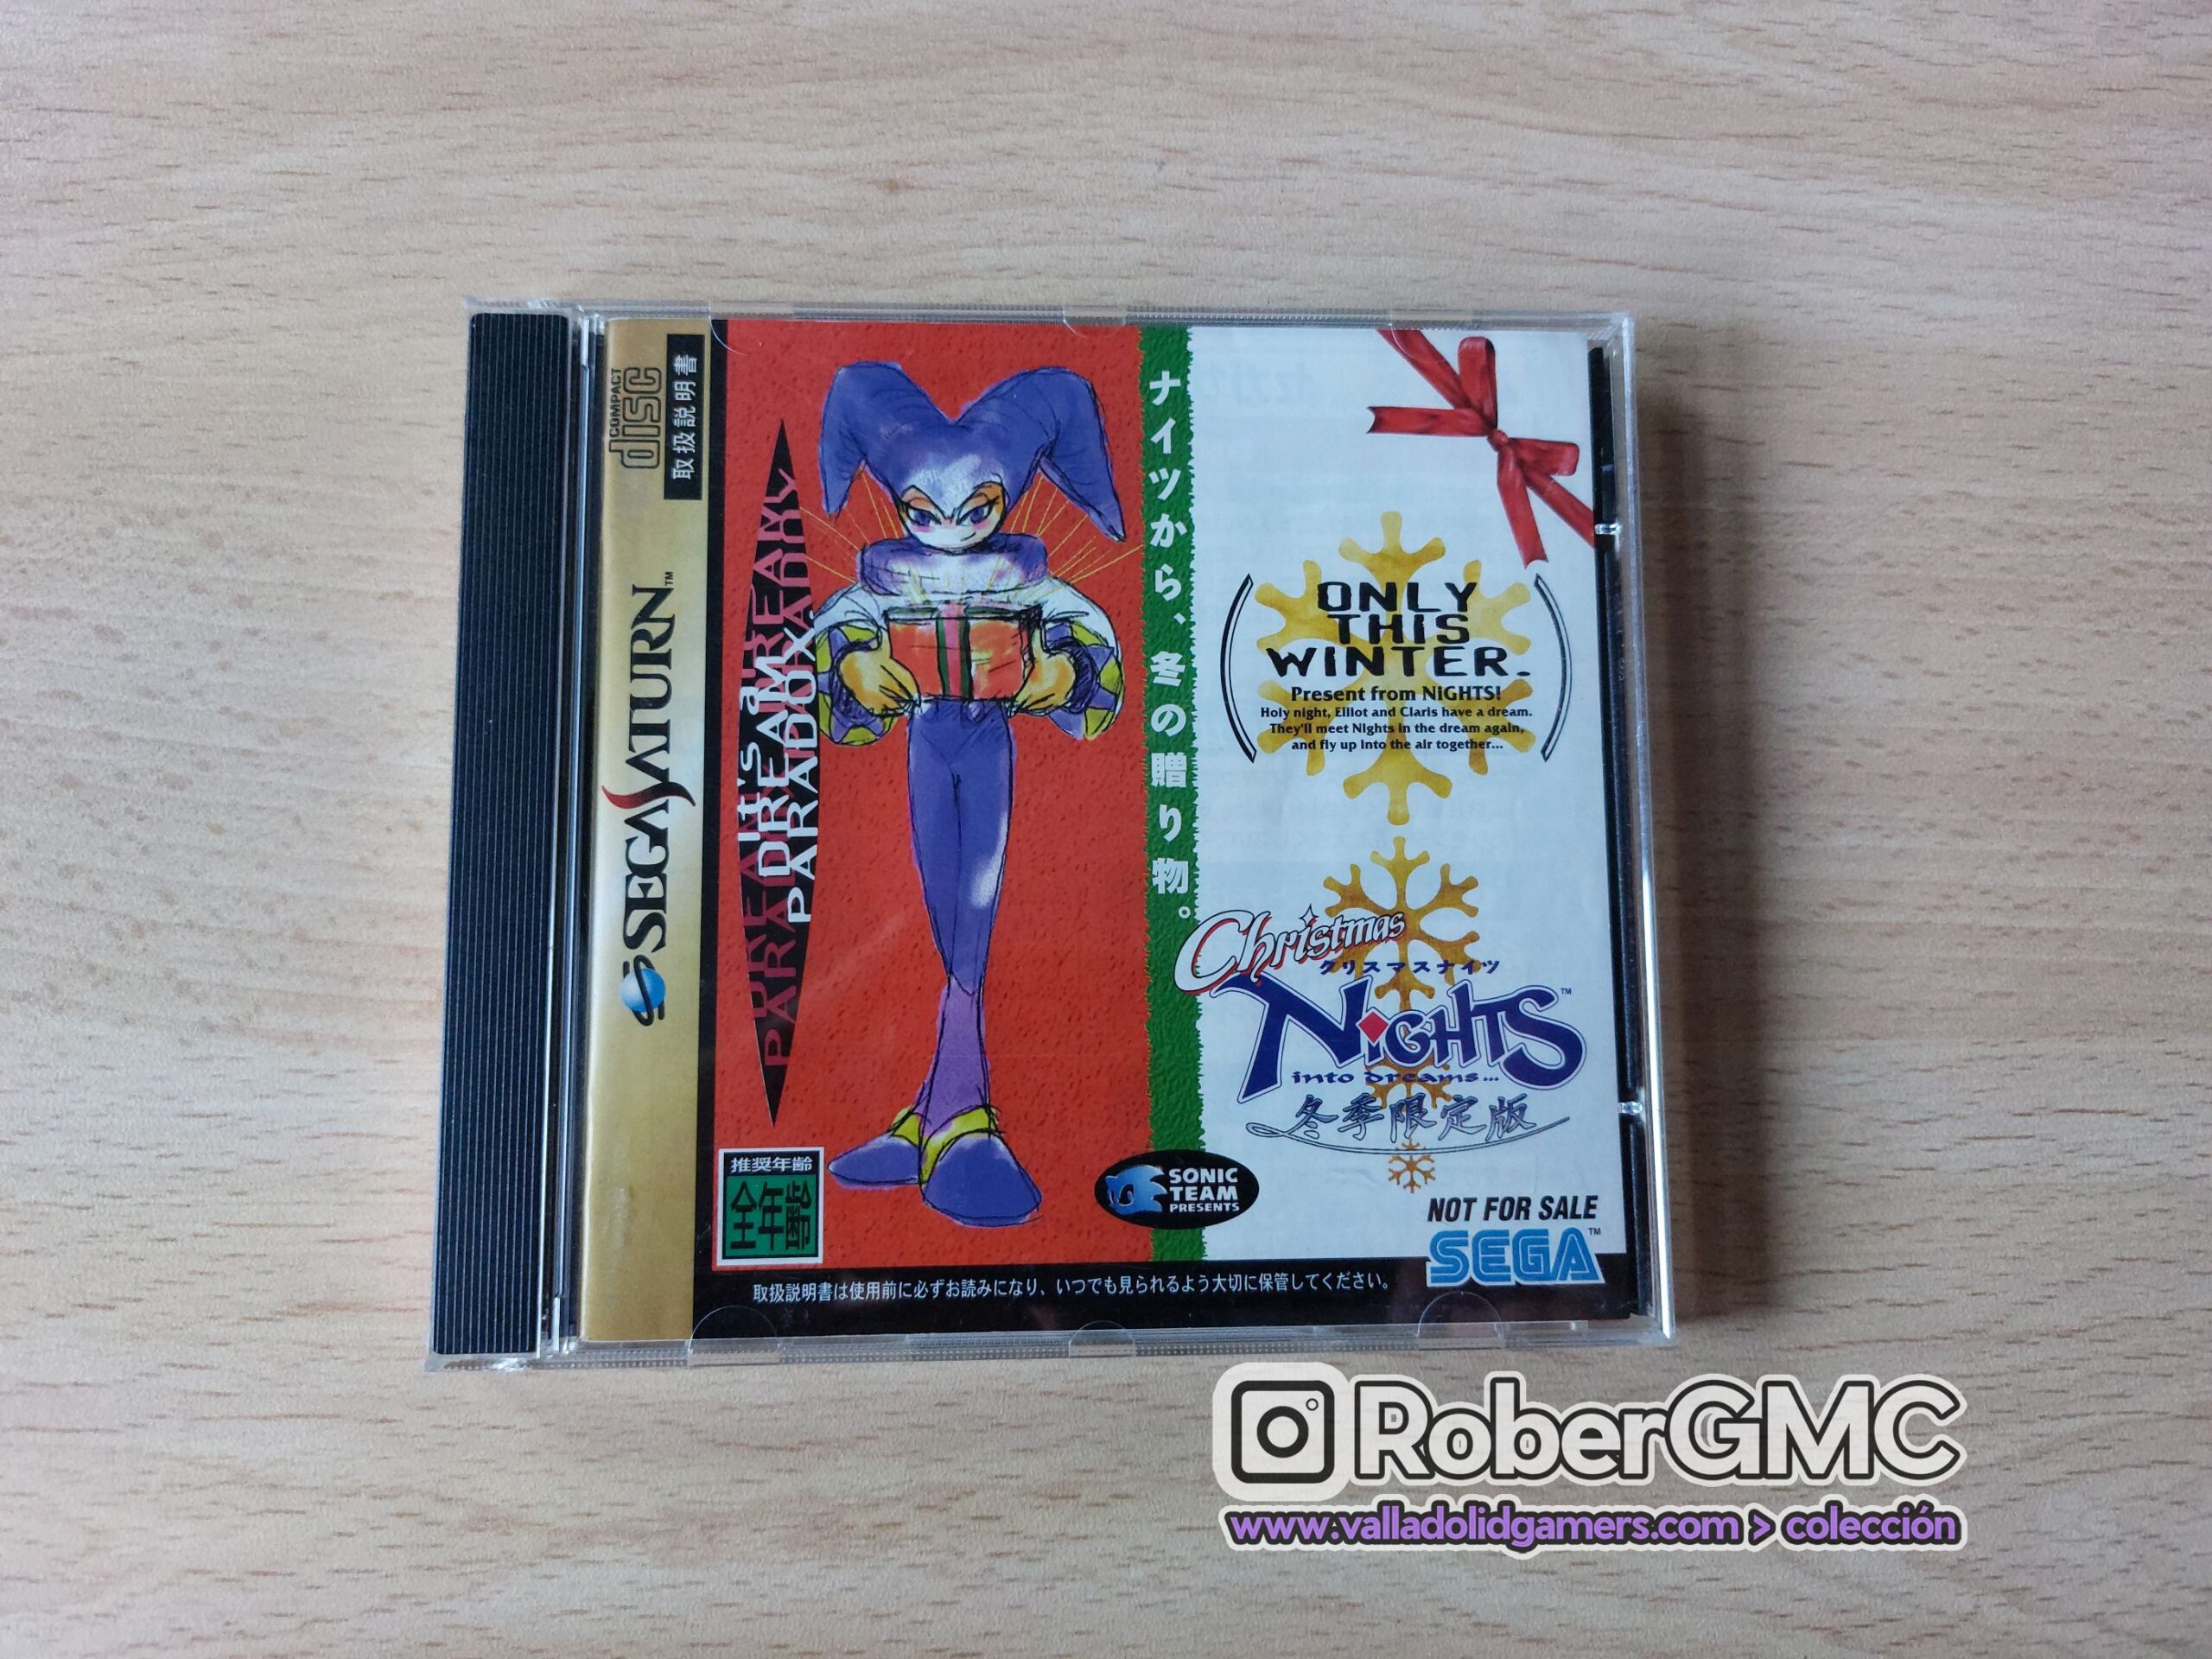 COMPACT
disc
取扱説明書
SEGA SATURN™
It's a
DREAMY
DREAM
PARADOX
PARADOXY
ナイツから、冬の贈り物。
ONLY
THIS
WINTER.
Present from NiGHTS!
Holy night, Elliot and Claris have a dream.
They'll meet Nights in the dream again,
and fly up into the air together...
Christmas
クリスマスナイツ
NiGHTS™
into dreams...
冬季限定版
推奨年齢
全年齢
SONIC
TEAM
PRESENTS
NOT FOR SALE
SEGA™
取扱説明書は使用前に必ずお読みになり、いつでも見られるよう大切に保管してください。
RoberGMC
www.valladolidgamers.com > colección